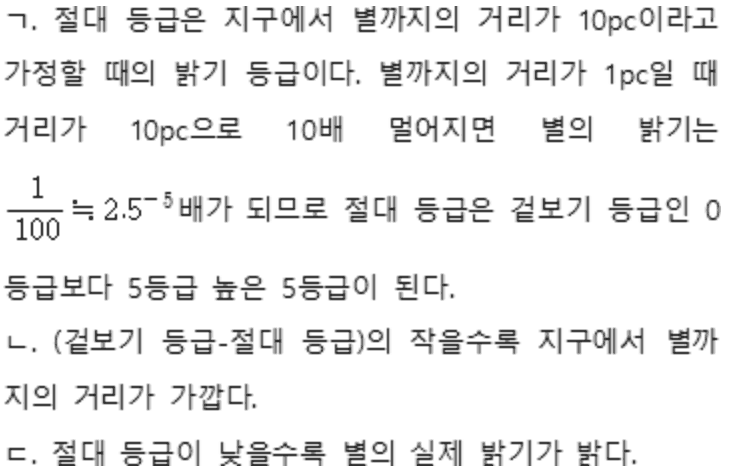 ㄱ. 절대 등급은 지구에서 별까지의 거리가 10pc이라고
가정할 때의 밝기 등급이다. 별까지의 거리가 1pc일 때
거리가 10pc으로 10배 멀어지면 별의 밝기는
1/100 ≒ 2.5⁻⁵배가 되므로 절대 등급은 겉보기 등급인 0
등급보다 5등급 높은 5등급이 된다.
ㄴ. (겉보기 등급-절대 등급)의 작을수록 지구에서 별까
지의 거리가 가깝다.
ㄷ. 절대 등급이 낮을수록 별의 실제 밝기가 밝다.